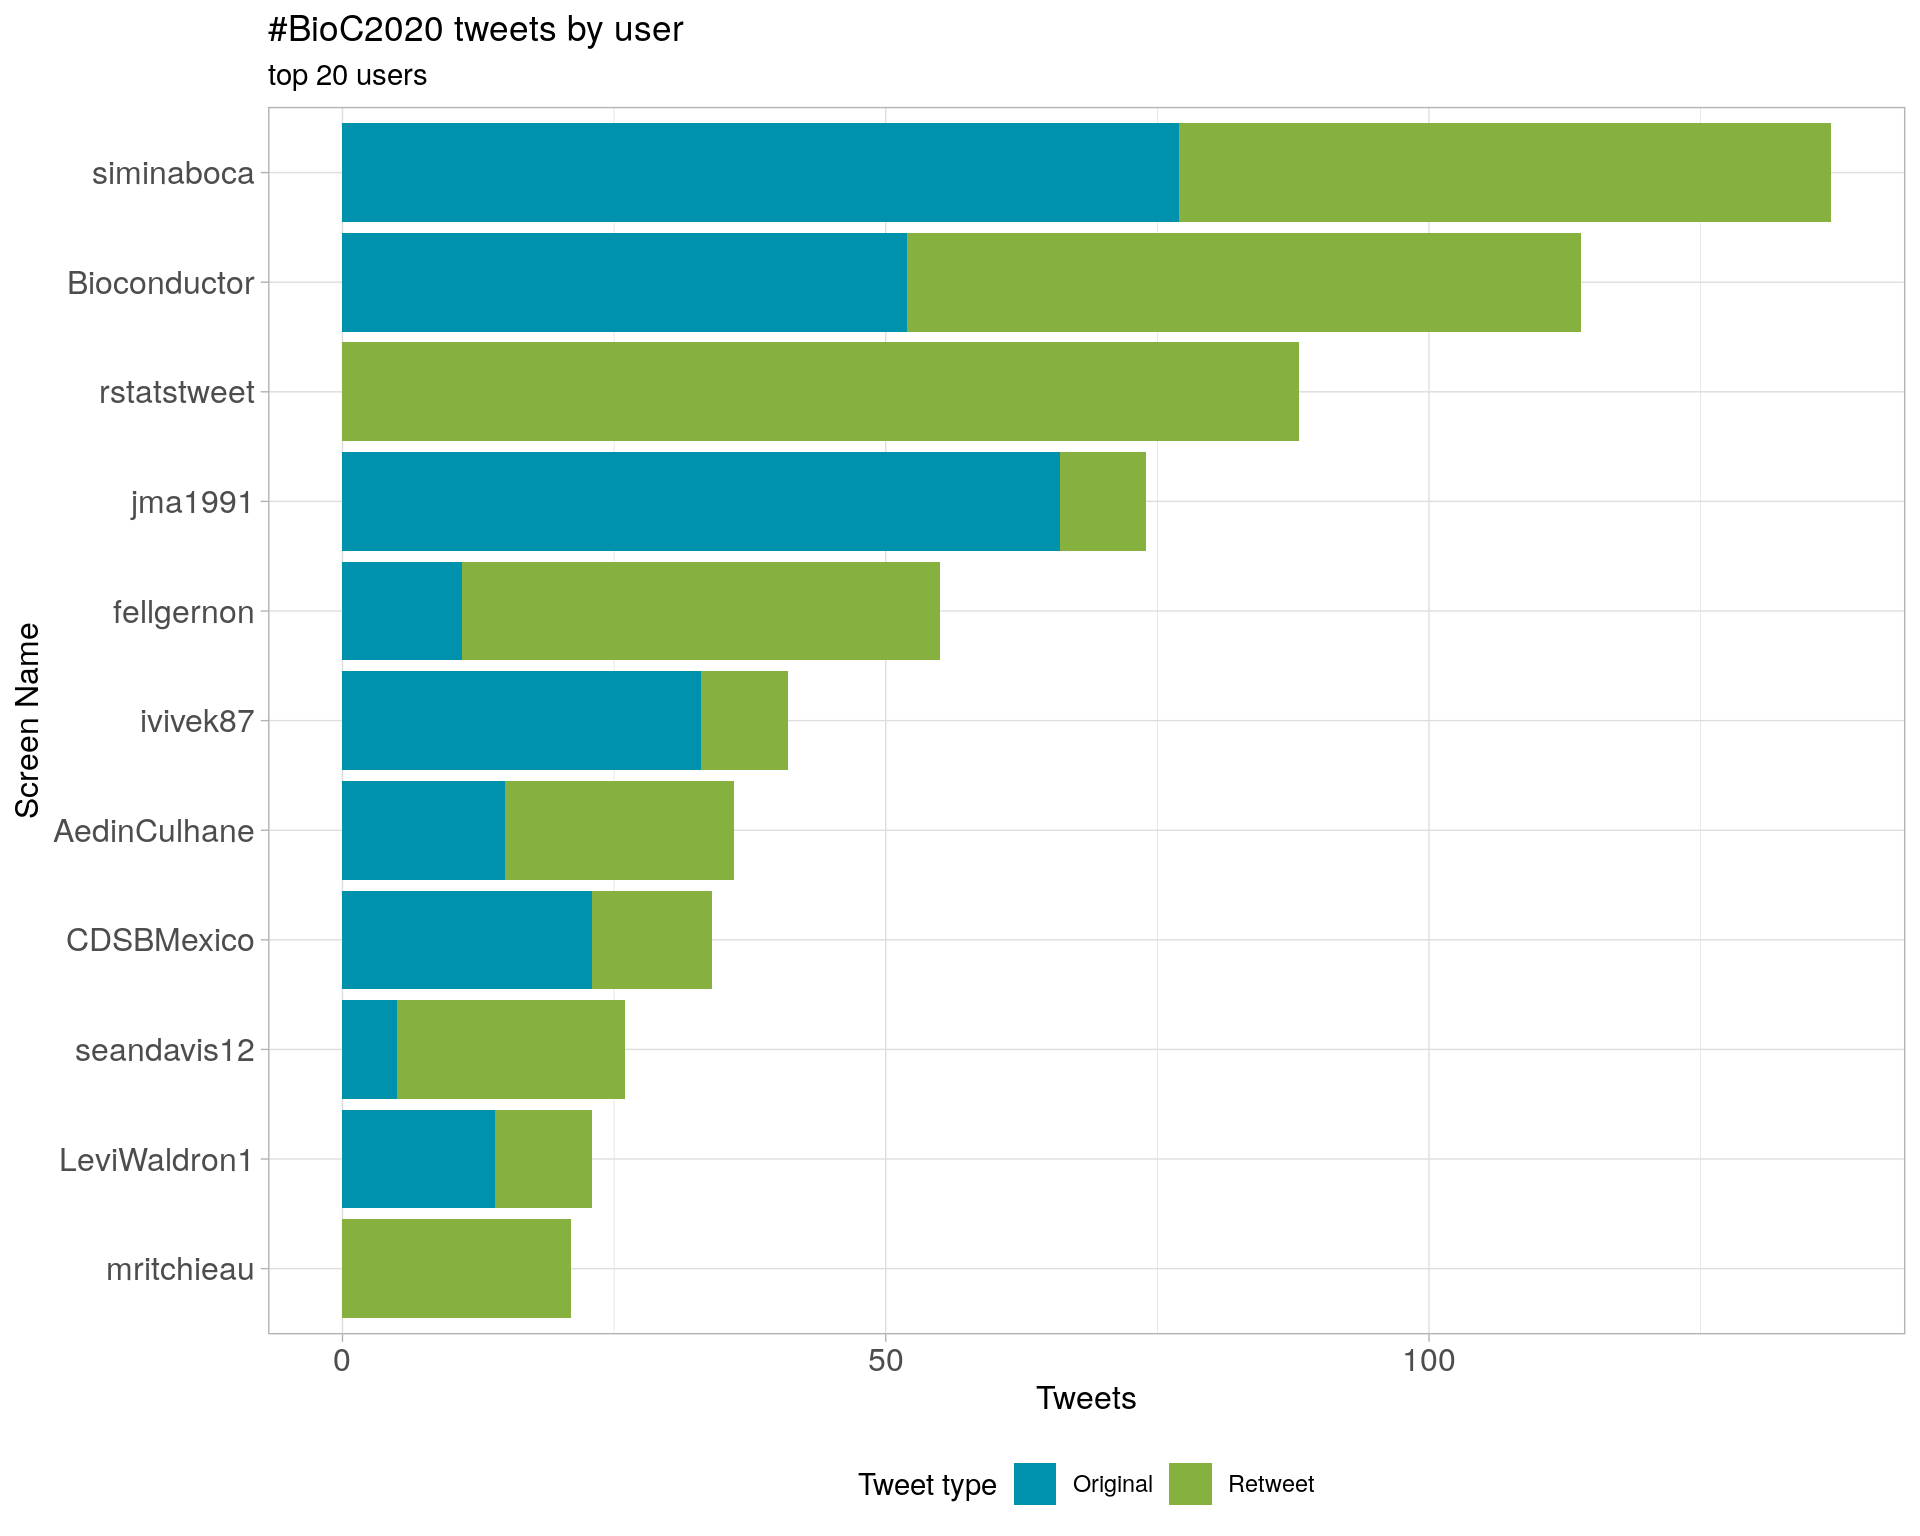 #BioC2020 tweets by user
top 20 users
Screen Name
siminaboca
Bioconductor
rstatstweet
jma1991
fellgernon
ivivek87
AedinCulhane
CDSBMexico
seandavis12
LeviWaldron1
mritchieau
0 50 100
Tweets
Tweet type Original Retweet